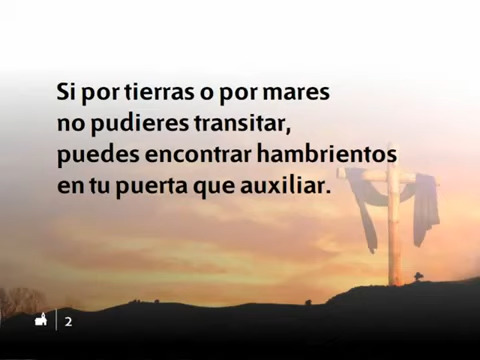 Si por tierras o por mares
no pudieres transitar,
puedes encontrar hambrientos
en tu puerta que auxiliar.
2